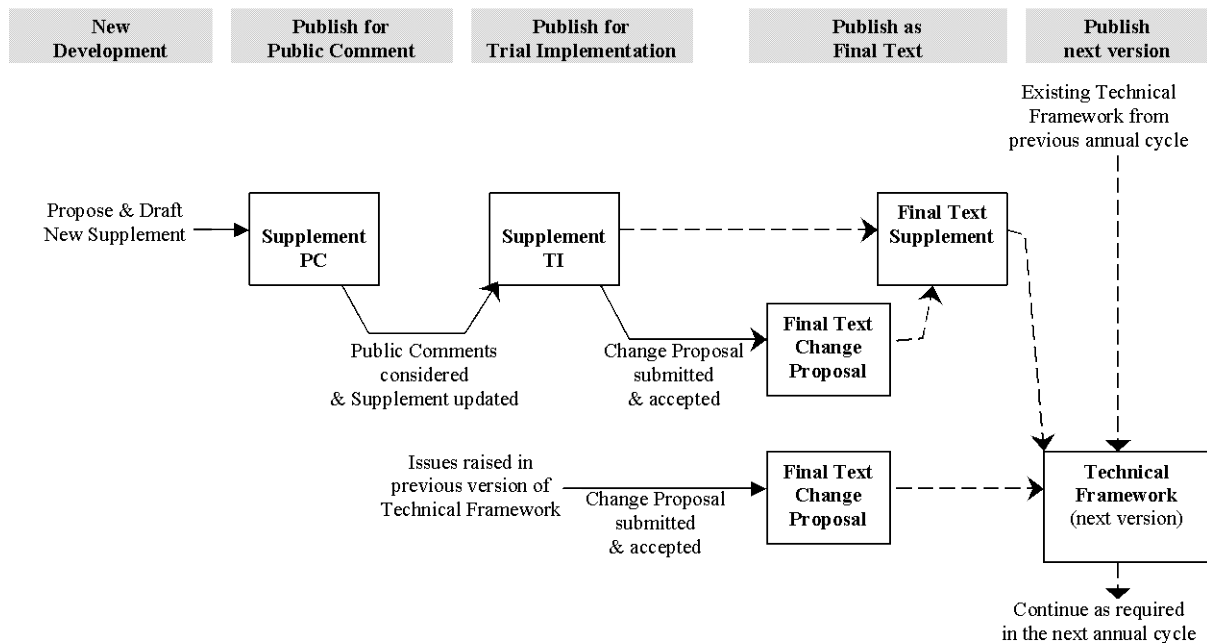 New
Development
Publish for
Public Comment
Publish for
Trial Implementation
Publish as
Final Text
Publish
next version
Existing Technical
Framework from
previous annual cycle
Propose & Draft
New Supplement
Supplement
PC
Supplement
TI
Final Text
Supplement
Public Comments
considered
& Supplement updated
Change Proposal
submitted
& accepted
Final Text
Change
Proposal
Issues raised in
previous version of
Technical Framework
Change Proposal
submitted
& accepted
Final Text
Change
Proposal
Technical
Framework
(next version)
Continue as required
in the next annual cycle